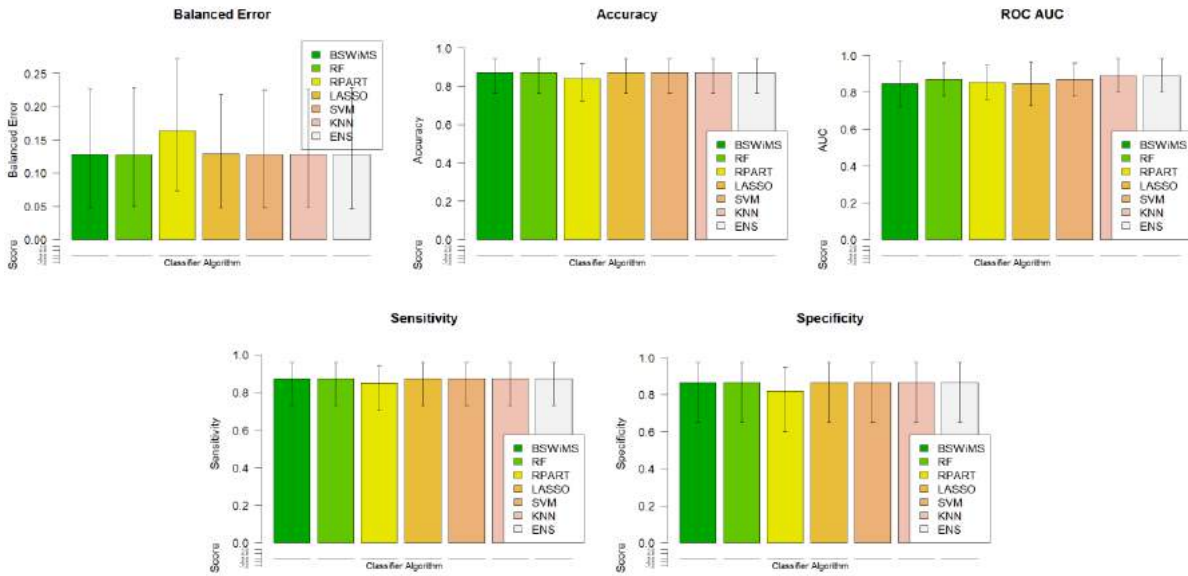 Balanced Error
Balanced Error
0.25
0.20
0.15
0.10
0.05
0.00
BSWiMS
RF
RPART
LASSO
SVM
KNN
ENS
Score
Classifier Algorithm
Accuracy
Accuracy
1.0
0.8
0.6
0.4
0.2
0.0
BSWiMS
RF
RPART
LASSO
SVM
KNN
ENS
Score
Classifier Algorithm
ROC AUC
AUC
1.0
0.8
0.6
0.4
0.2
0.0
BSWiMS
RF
RPART
LASSO
SVM
KNN
ENS
Score
Classifier Algorithm
Sensitivity
Sensitivity
1.0
0.8
0.6
0.4
0.2
0.0
BSWiMS
RF
RPART
LASSO
SVM
KNN
ENS
Score
Classifier Algorithm
Specificity
Specificity
1.0
0.8
0.6
0.4
0.2
0.0
BSWiMS
RF
RPART
LASSO
SVM
KNN
ENS
Score
Classifier Algorithm